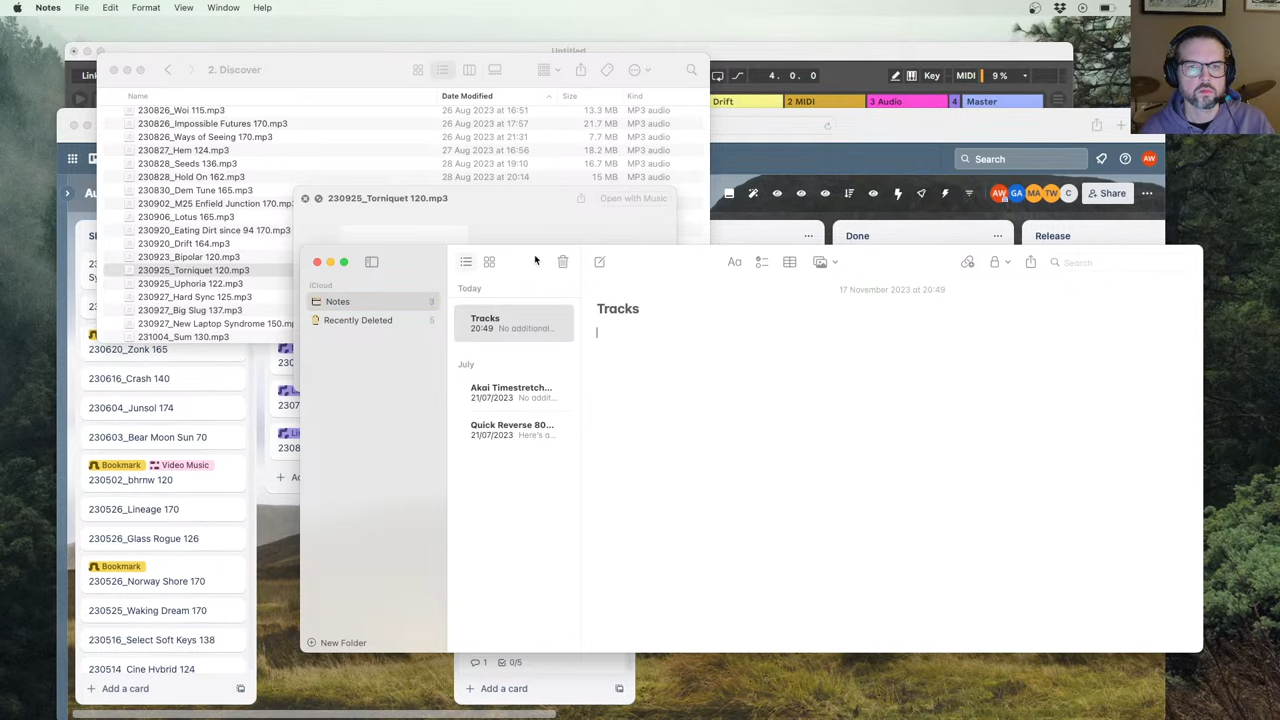 Notes File Edit Format View Window Help
Untitled
2. Discover
Link
4. 0. 0
Key MIDI 9 %
Name Date Modified Size Kind
Drift 2 MIDI 3 Audio 4 Master
230826_Woi 115.mp3 26 Aug 2023 at 16:51 13.3 MB MP3 audio
230826_Impossible Futures 170.mp3 26 Aug 2023 at 17:57 21.7 MB MP3 audio
230826_Ways of Seeing 170.mp3 26 Aug 2023 at 21:31 7.7 MB MP3 audio
230827_Hem 124.mp3 27 Aug 2023 at 16:56 18.2 MB MP3 audio
230828_Seeds 136.mp3 28 Aug 2023 at 19:10 16.7 MB MP3 audio
230828_Hold On 162.mp3 28 Aug 2023 at 20:14 15 MB MP3 audio
Search AW
230830_Dem Tune 165.mp3
230902_M25 Enfield Junction 170.m
230906_Lotus 165.mp3
230920_Eating Dirt since 94 170.mp3
230920_Drift 164.mp3
230923_Bipolar 120.mp3
230925_Torniquet 120.mp3
230925_Uphoria 122.mp3
230927_Hard Sync 125.mp3
230927_Big Slug 137.mp3
230927_New Laptop Syndrome 150.m
231004_Sum 130.mp3
230925_Torniquet 120.mp3 Open with Music
AW GA MA TW C Share
Done Release
iCloud
Notes 3
Recently Deleted 5
New Folder
Today
Tracks
20:49 No additional...
July
Akai Timestretch...
21/07/2023 No addit...
Quick Reverse 80...
21/07/2023 Here's a...
Aa
Search
17 November 2023 at 20:49
Tracks
230620_Zonk 165
230616_Crash 140
230604_Junsol 174
230603_Bear Moon Sun 70
Bookmark Video Music
230502_bhrnw 120
230526_Lineage 170
230526_Glass Rogue 126
Bookmark
230526_Norway Shore 170
230525_Waking Dream 170
230516_Select Soft Keys 138
230514_Cine Hybrid 124
Add a card
1 0/5
Add a card